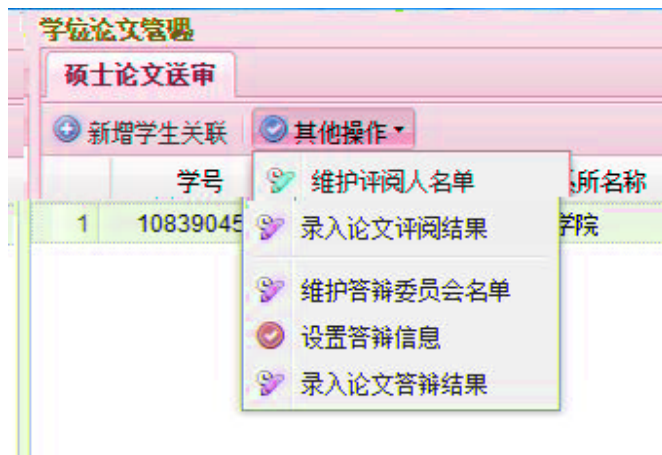 学位论文管理
硕士论文送审
新增学生关联 其他操作
学号 所名称
1 10839045 学院
维护评阅人名单
录入论文评阅结果
维护答辩委员会名单
设置答辩信息
录入论文答辩结果